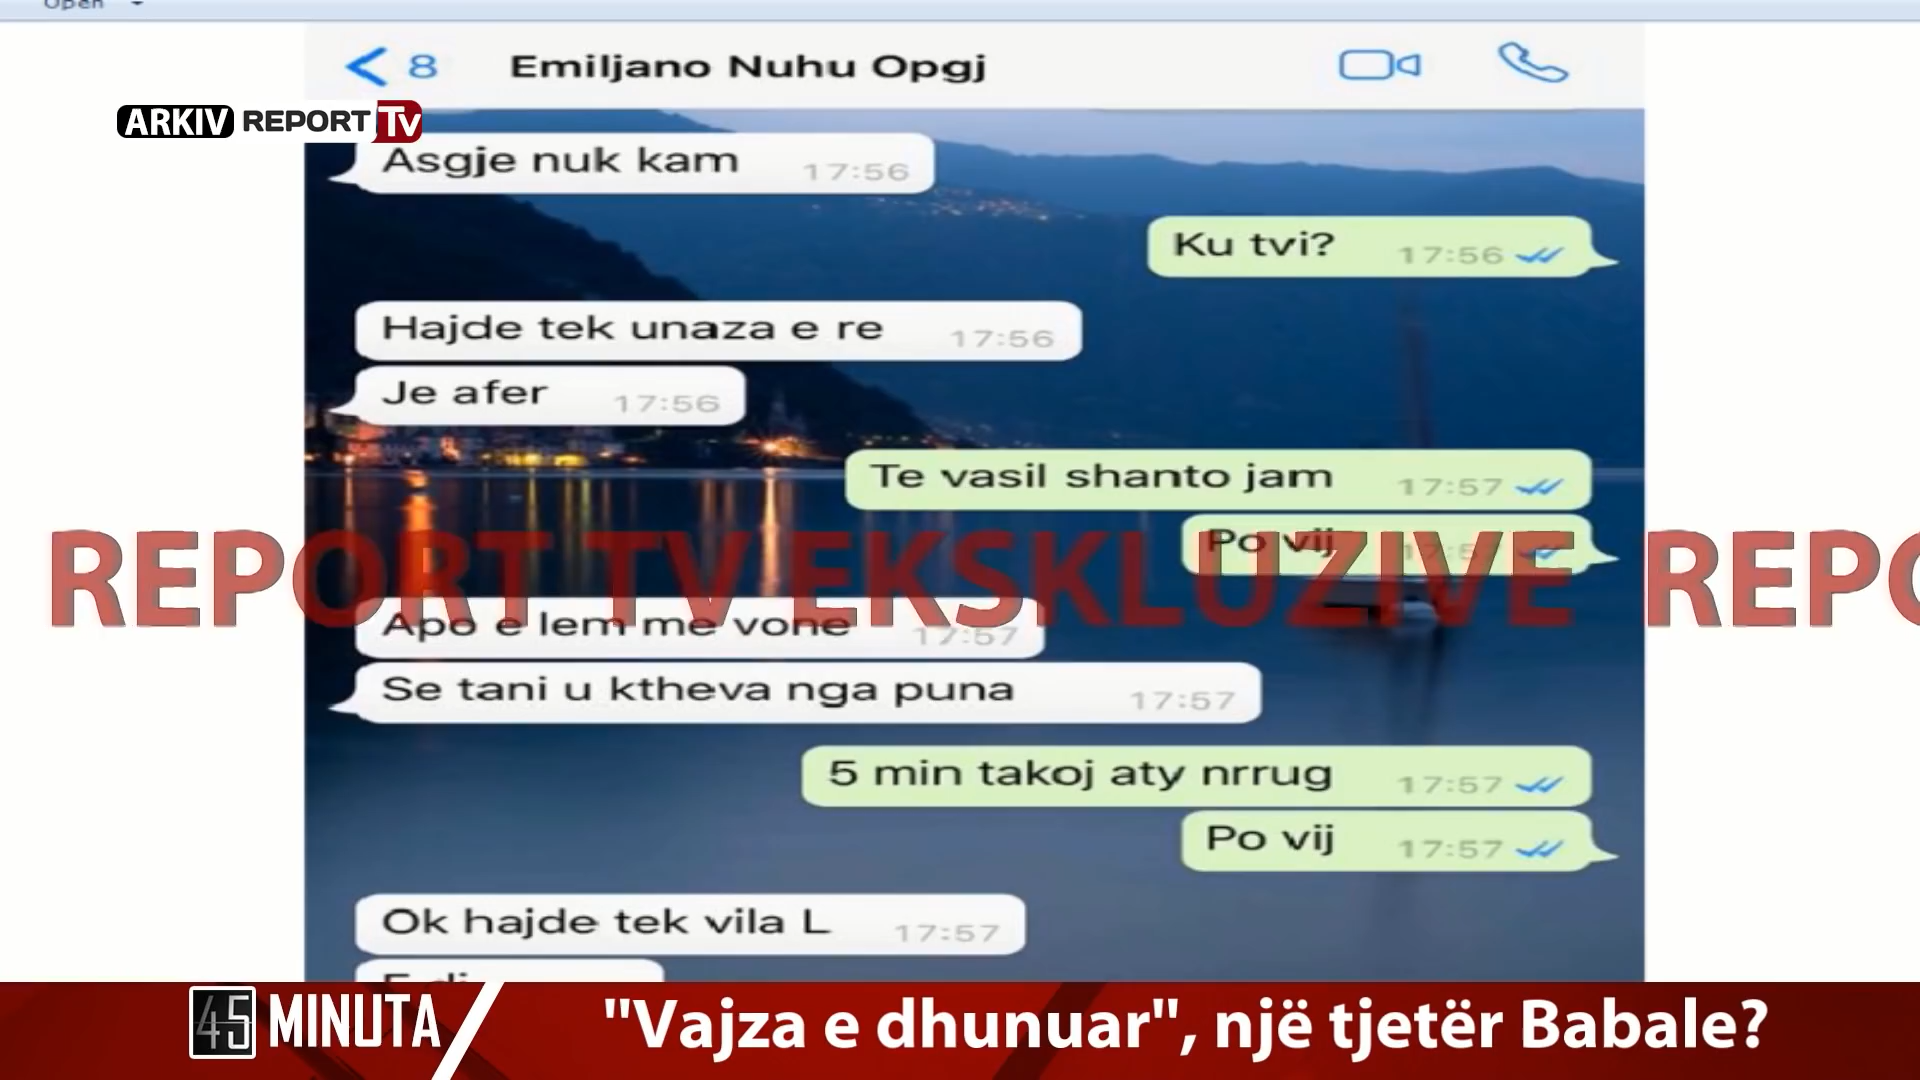 Open
8 Emiljano Nuhu Opgj
ARKIV REPORT Tv
Asgje nuk kam 17:56
Ku tvi? 17:56
Hajde tek unaza e re 17:56
Je afer 17:56
Te vasil shanto jam 17:57
Po vij 17:57
REPORT TV EKSKLUZIVE REPO
Apo e lem me vone 17:57
Se tani u ktheva nga puna 17:57
5 min takoj aty nrrug 17:57
Po vij 17:57
Ok hajde tek vila L 17:57
45 MINUTA "Vajza e dhunuar", një tjetër Babale?